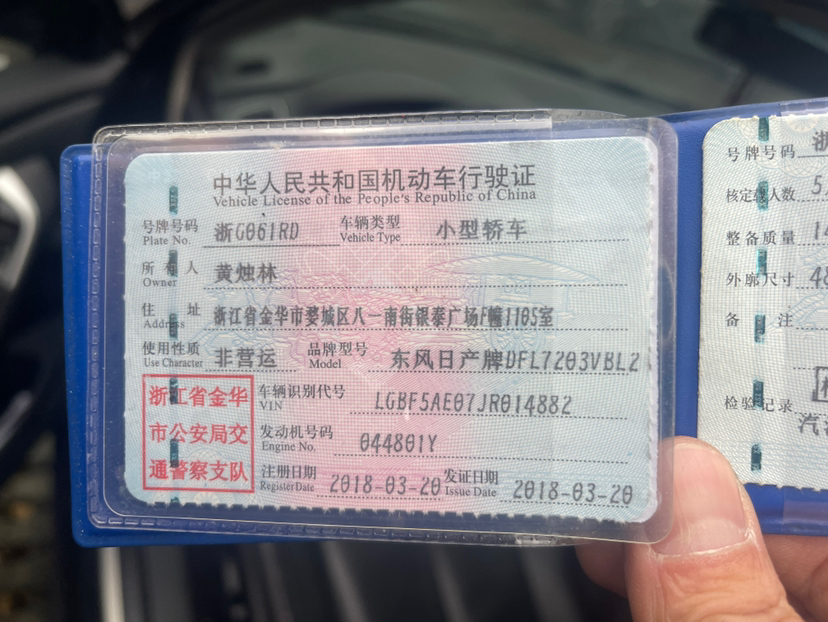 中华人民共和国机动车行驶证
Vehicle License of the People's Republic of China
号牌号码 浙G061RD 车辆类型 小型轿车
Plate No. Vehicle Type
所有人 黄烛林
Owner
住址 浙江省金华市婺城区八一南街银泰广场F幢1105室
Address
使用性质 非营运 品牌型号 东风日产牌DFL7203VBL2
Use Character Model
浙江省金华
市公安局交
通警察支队
车辆识别代号 LGBF5AE07JR014882
VIN
发动机号码 044801Y
Engine No.
注册日期 2018-03-20 发证日期 2018-03-20
Register Date Issue Date
号牌号码 浙
核定载人数 5
整备质量 14
外廓尺寸 48
备注
检验记录
汽